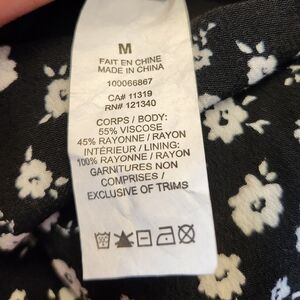 M
FAIT EN CHINE
MADE IN CHINA
100066867
CA# 11319
RN# 121340
CORPS / BODY:
55% VISCOSE
45% RAYONNE / RAYON
INTÉRIEUR / LINING:
100% RAYONNE / RAYON
GARNITURES NON
COMPRISES /
EXCLUSIVE OF TRIMS